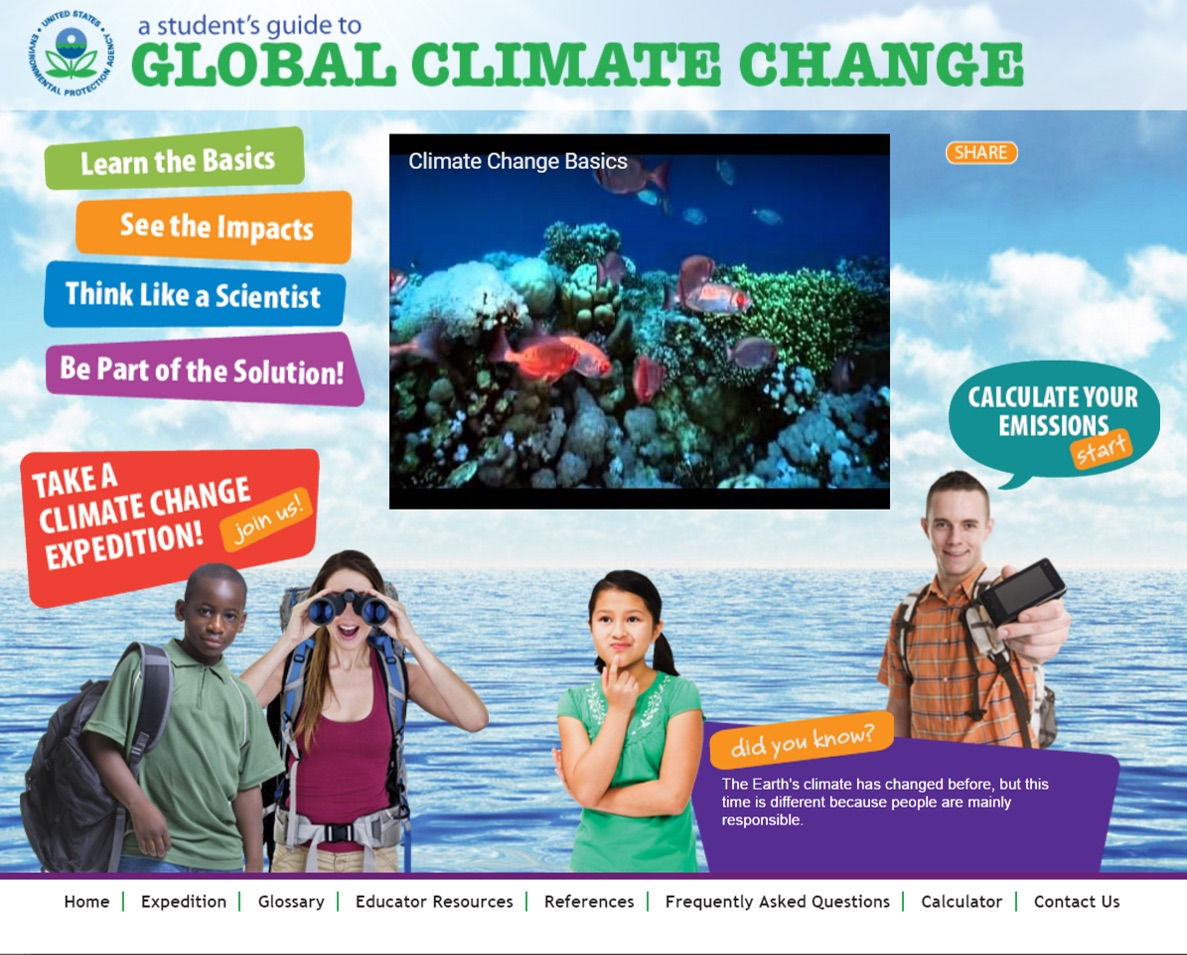 UNITED STATES
ENVIRONMENTAL PROTECTION AGENCY
a student's guide to
GLOBAL CLIMATE CHANGE
Learn the Basics
See the Impacts
Think Like a Scientist
Be Part of the Solution!
Climate Change Basics
SHARE
CALCULATE YOUR
EMISSIONS
start
TAKE A
CLIMATE CHANGE
EXPEDITION!
join us!
did you know?
The Earth's climate has changed before, but this
time is different because people are mainly
responsible.
Home | Expedition | Glossary | Educator Resources | References | Frequently Asked Questions | Calculator | Contact Us